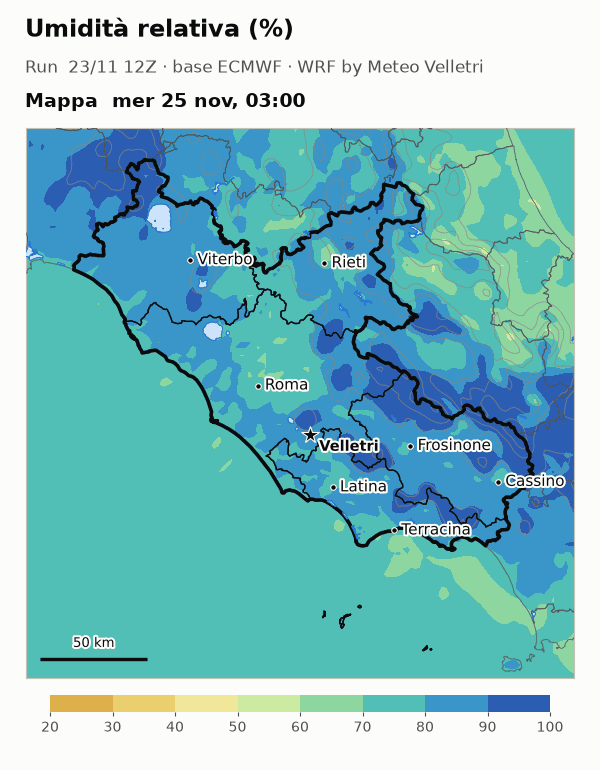 Umidità relativa (%)
Run  23/11 12Z · base ECMWF · WRF by Meteo Velletri
Mappa  mer 25 nov, 03:00
Viterbo
Rieti
Roma
Velletri
Frosinone
Cassino
Latina
Terracina
50 km
20 30 40 50 60 70 80 90 100